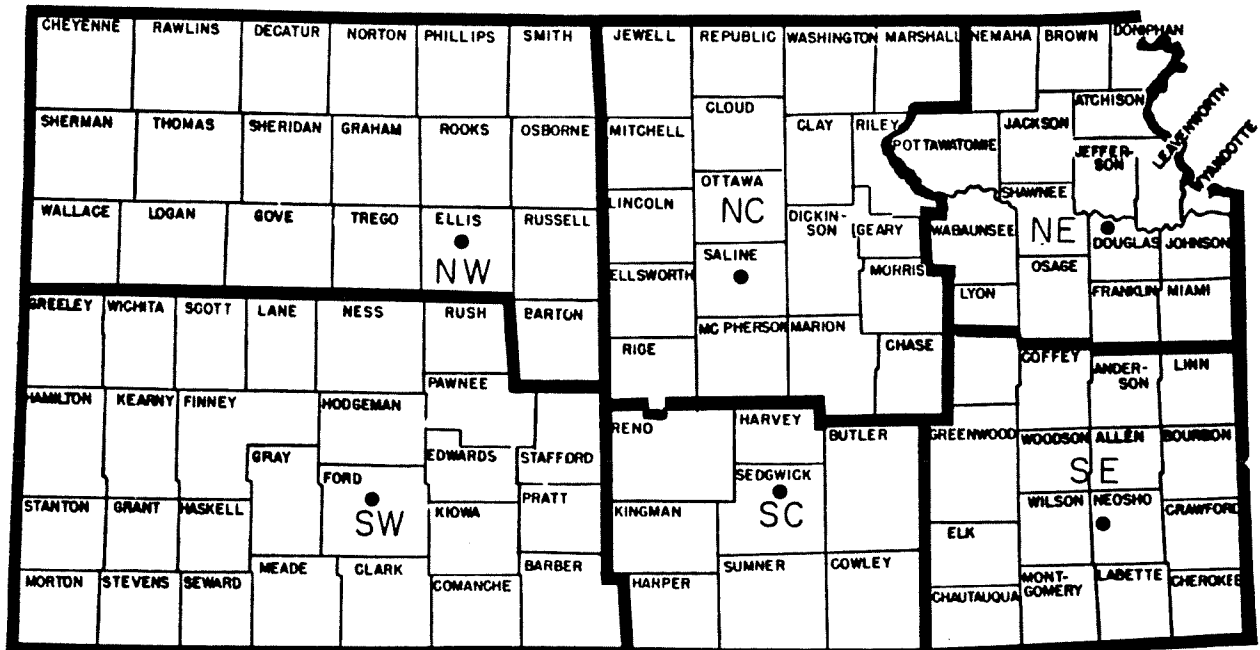 CHEYENNE RAWLINS DECATUR NORTON PHILLIPS SMITH JEWELL REPUBLIC WASHINGTON MARSHALL NEMAHA BROWN DONIPHAN
ATCHISON
CLOUD
SHERMAN THOMAS SHERIDAN GRAHAM ROOKS OSBORNE MITCHELL CLAY RILEY JACKSON
POTTAWATOMIE JEFFER-
SON
LEAVENWORTH
WYANDOTTE
OTTAWA SHAWNEE
WALLACE LOGAN GOVE TREGO ELLIS RUSSELL LINCOLN NC DICKIN-
SON GEARY WABAUNSEE NE
DOUGLAS JOHNSON
NW SALINE
ELLSWORTH MORRIS OSAGE
LYON FRANKLIN MIAMI
GREELEY WICHITA SCOTT LANE NESS RUSH BARTON
MC PHERSON MARION
RICE CHASE
COFFEY ANDER-
SON LINN
PAWNEE
HAMILTON KEARNY FINNEY HODGEMAN
RENO HARVEY
BUTLER GREENWOOD WOODSON ALLEN BOURBON
GRAY EDWARDS STAFFORD
SE
FORD SEDGWICK
PRATT WILSON NEOSHO
STANTON GRANT HASKELL SW KIOWA KINGMAN SC CRAWFORD
ELK
MEADE CLARK BARBER SUMNER COWLEY
MORTON STEVENS SEWARD COMANCHE HARPER CHAUTAUQUA MONT-
GOMERY LABETTE CHEROKEE